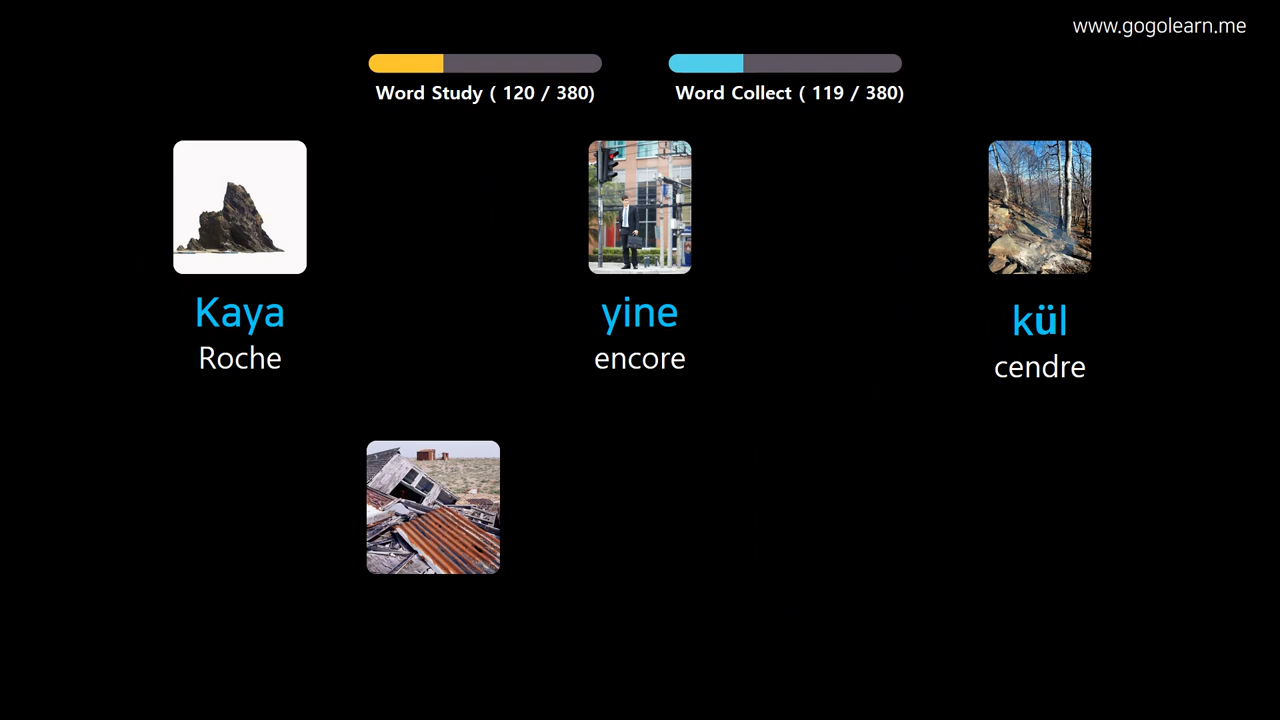 www.gogolearn.me
Word Study ( 120 / 380)
Word Collect ( 119 / 380)
Kaya
Roche
yine
encore
kül
cendre